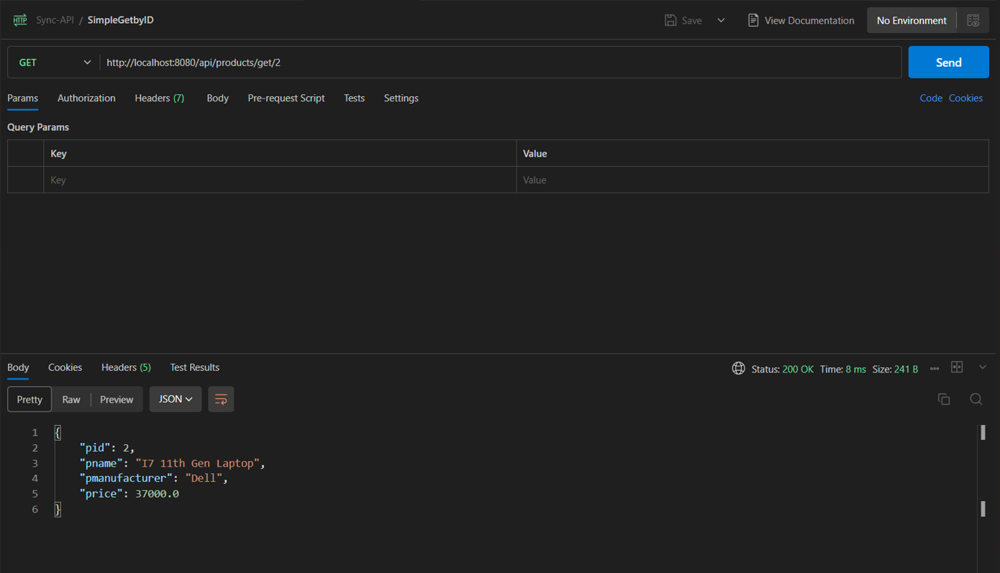 HTTP Sync-API / SimpleGetbyID Save View Documentation No Environment
GET http://localhost:8080/api/products/get/2 Send
Params Authorization Headers (7) Body Pre-request Script Tests Settings Code Cookies
Query Params
Key Value
Key Value
Body Cookies Headers (5) Test Results Status: 200 OK Time: 8 ms Size: 241 B
Pretty Raw Preview JSON
1 {
2 "pid": 2,
3 "pname": "I7 11th Gen Laptop",
4 "pmanufacturer": "Dell",
5 "price": 37000.0
6 }